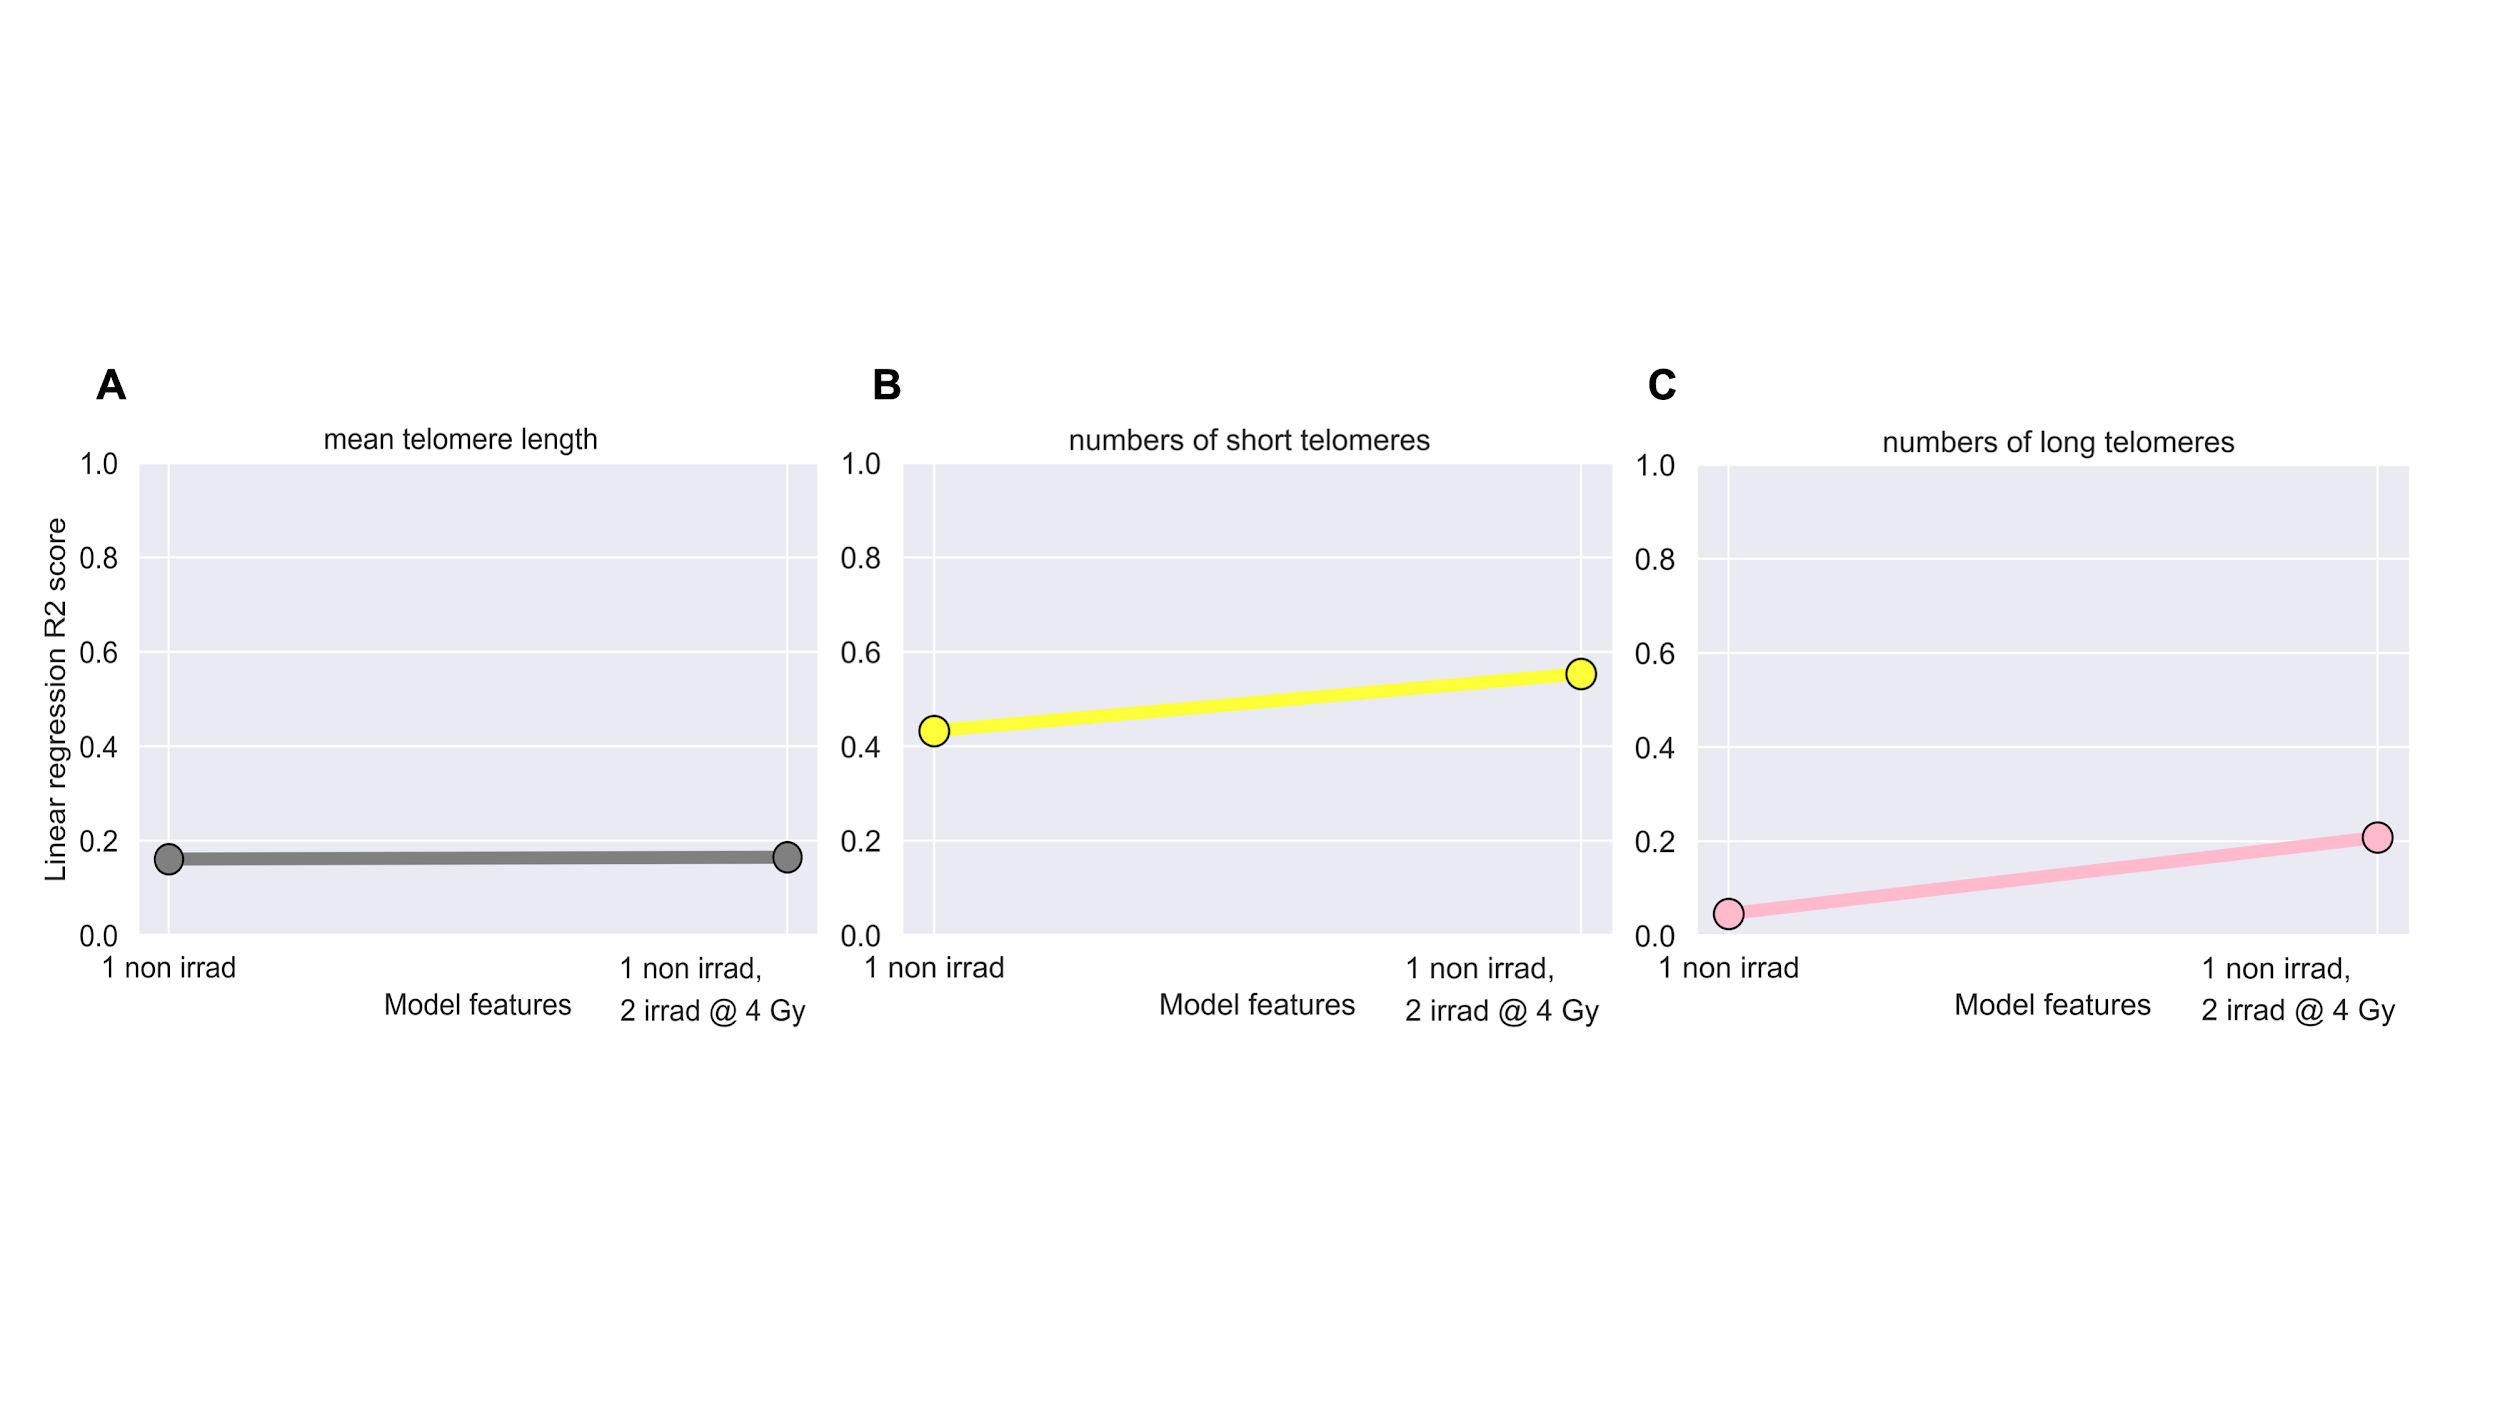 A
B
C
mean telomere length
numbers of short telomeres
numbers of long telomeres
Linear regression R2 score
1.0
0.8
0.6
0.4
0.2
0.0
1 non irrad
1 non irrad,
2 irrad @ 4 Gy
Model features
1.0
0.8
0.6
0.4
0.2
0.0
1 non irrad
1 non irrad,
2 irrad @ 4 Gy
Model features
1.0
0.8
0.6
0.4
0.2
0.0
1 non irrad
1 non irrad,
2 irrad @ 4 Gy
Model features